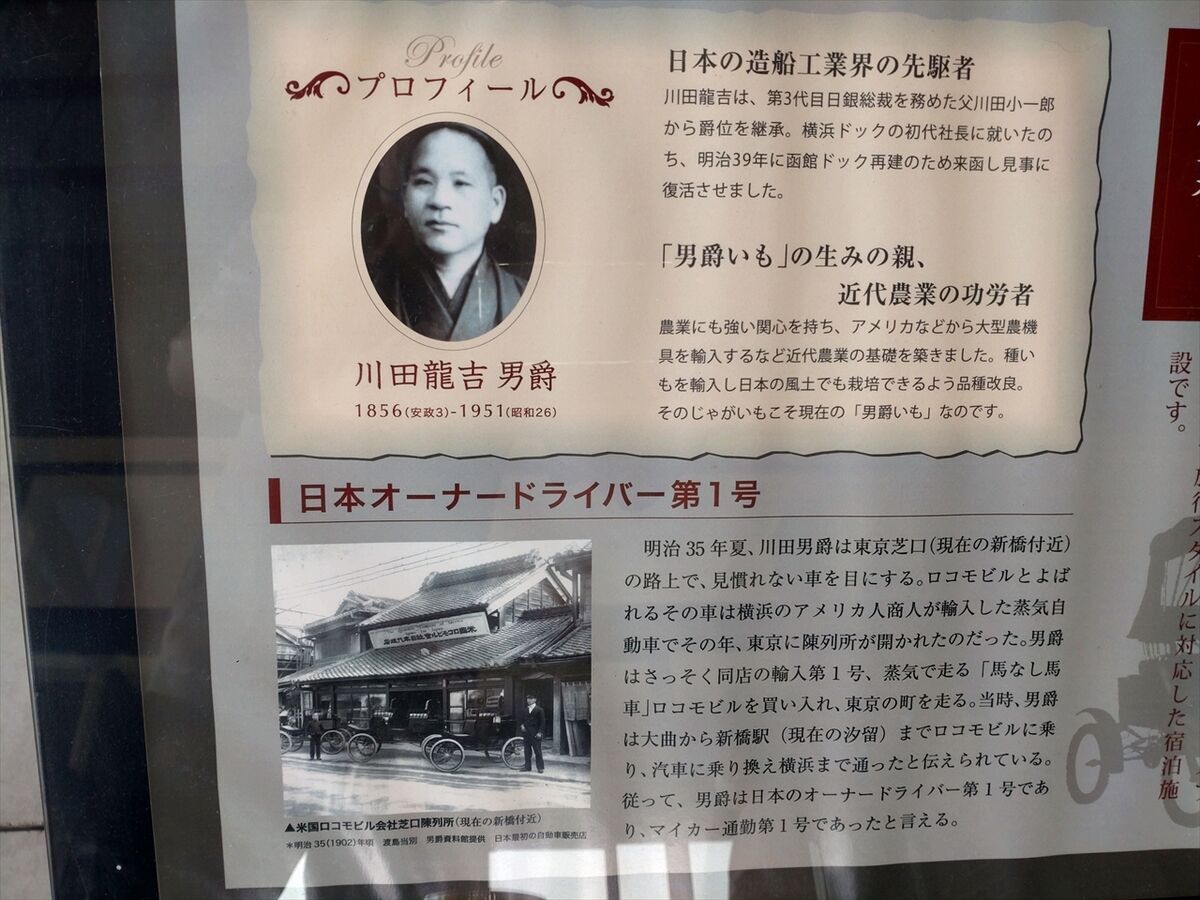 Profile
プロフィール
川田龍吉 男爵
1856(安政3)-1951(昭和26)
日本の造船工業界の先駆者
川田龍吉は、第3代目日銀総裁を務めた父川田小一郎
から爵位を継承。横浜ドックの初代社長に就いたの
ち、明治39年に函館ドック再建のため来函し見事に
復活させました。
「男爵いも」の生みの親、
近代農業の功労者
農業にも強い関心を持ち、アメリカなどから大型農機
具を輸入するなど近代農業の基礎を築きました。種い
もを輸入し日本の風土でも栽培できるよう品種改良。
そのじゃがいもこそ現在の「男爵いも」なのです。
日本オーナードライバー第1号
明治35年夏、川田男爵は東京芝口(現在の新橋付近)
の路上で、見慣れない車を目にする。ロコモビルとよば
れるその車は横浜のアメリカ人商人が輸入した蒸気自
動車でその年、東京に陳列所が開かれたのだった。男爵
はさっそく同店の輸入第1号、蒸気で走る「馬なし馬
車」ロコモビルを買い入れ、東京の町を走る。当時、男爵
は大曲から新橋駅（現在の汐留）までロコモビルに乗
り、汽車に乗り換え横浜まで通ったと伝えられている。
従って、男爵は日本のオーナードライバー第1号であ
り、マイカー通勤第1号であったと言える。
▲米国ロコモビル会社芝口陳列所(現在の新橋付近)
＊明治35(1902)年頃 渡島当別 男爵資料館提供 日本最初の自動車販売店
設です。
スタイルに対応した宿泊施